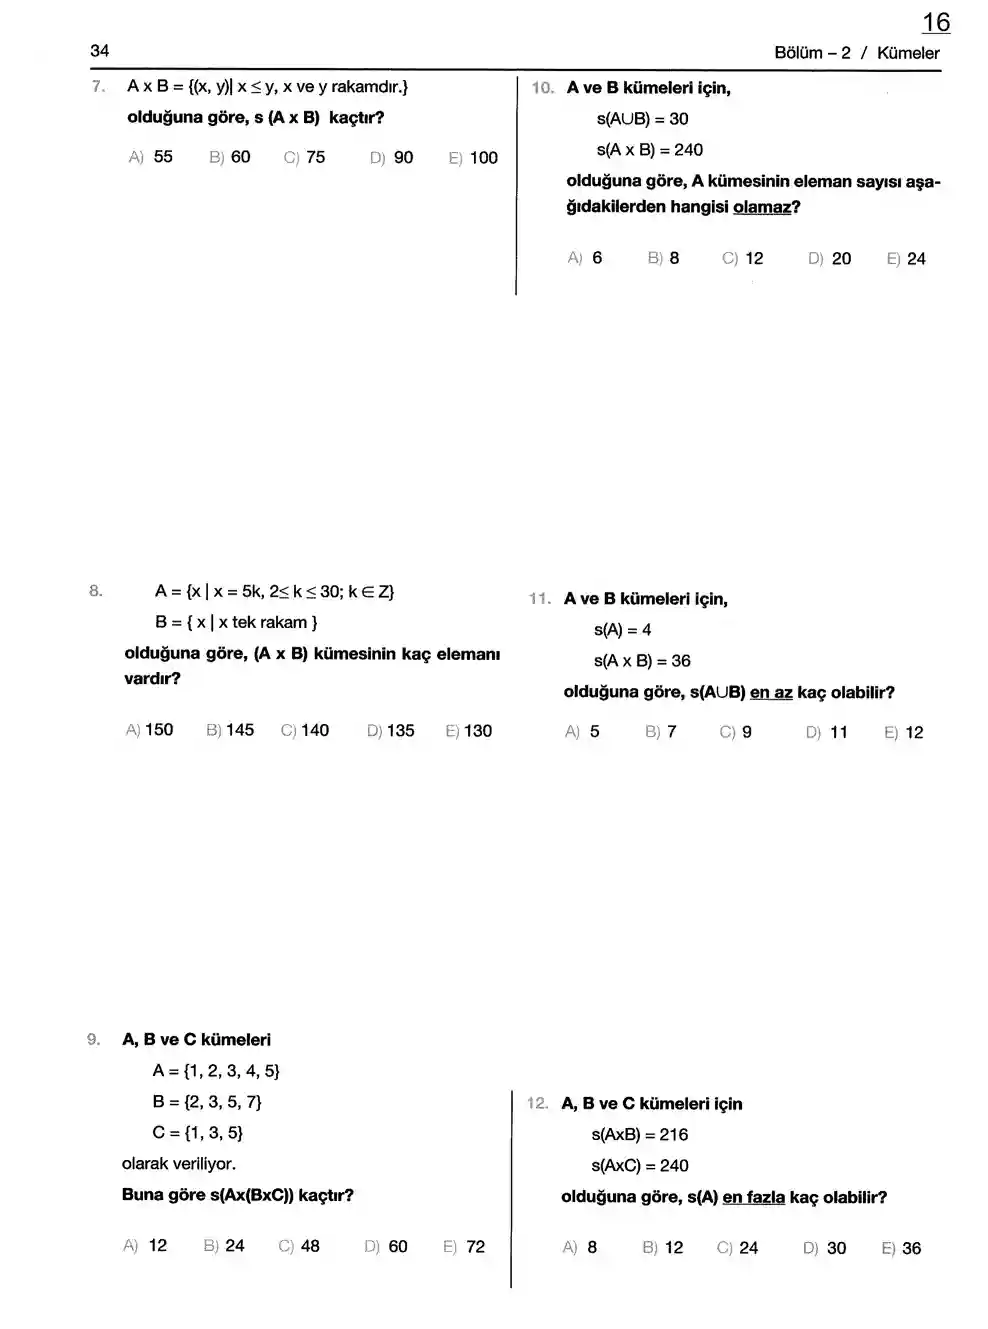 16
34
Bölüm – 2 / Kümeler
7. A x B = {(x, y)| x ≤ y, x ve y rakamdır.}
olduğuna göre, s (A x B) kaçtır?
A) 55 B) 60 C) 75 D) 90 E) 100
8. A = {x | x = 5k, 2≤ k ≤ 30; k ∈ Z}
B = { x | x tek rakam }
olduğuna göre, (A x B) kümesinin kaç elemanı
vardır?
A) 150 B) 145 C) 140 D) 135 E) 130
9. A, B ve C kümeleri
A = {1, 2, 3, 4, 5}
B = {2, 3, 5, 7}
C = {1, 3, 5}
olarak veriliyor.
Buna göre s(Ax(BxC)) kaçtır?
A) 12 B) 24 C) 48 D) 60 E) 72
10. A ve B kümeleri için,
s(A∪B) = 30
s(A x B) = 240
olduğuna göre, A kümesinin eleman sayısı aşa-
ğıdakilerden hangisi olamaz?
A) 6 B) 8 C) 12 D) 20 E) 24
11. A ve B kümeleri için,
s(A) = 4
s(A x B) = 36
olduğuna göre, s(A∪B) en az kaç olabilir?
A) 5 B) 7 C) 9 D) 11 E) 12
12. A, B ve C kümeleri için
s(AxB) = 216
s(AxC) = 240
olduğuna göre, s(A) en fazla kaç olabilir?
A) 8 B) 12 C) 24 D) 30 E) 36